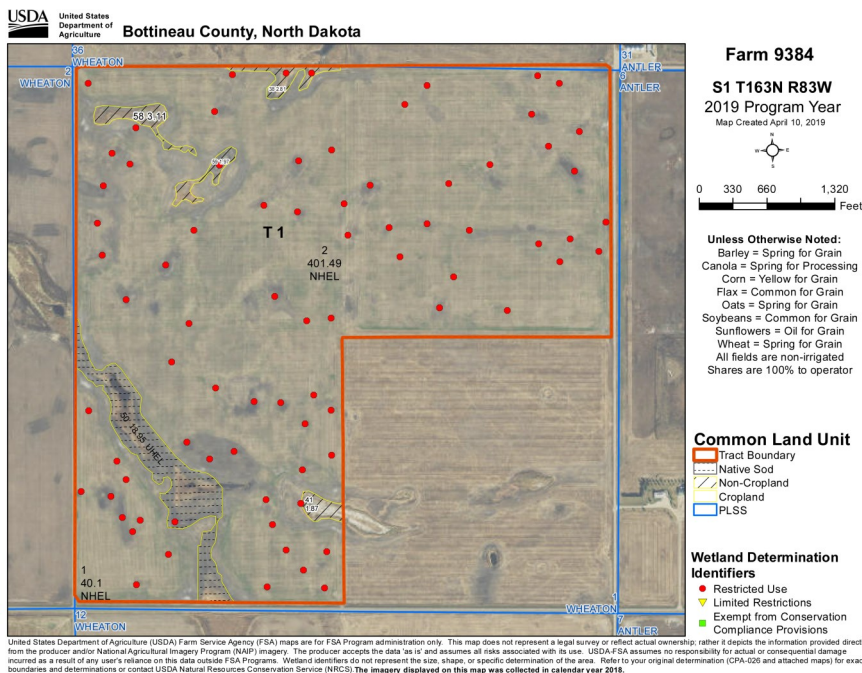 USDA
United States
Department of
Agriculture
Bottineau County, North Dakota
36
WHEATON
2
WHEATON
31
ANTLER
6
ANTLER
58 3.11
T 1
2
401.49
NHEL
50 18.95 UHEL
41
1.87
1
40.1
NHEL
12
WHEATON
1
WHEATON
7
ANTLER
Farm 9384
S1 T163N R83W
2019 Program Year
Map Created April 10, 2019
N
W
E
S
0 330 660 1,320
Feet
Unless Otherwise Noted:
Barley = Spring for Grain
Canola = Spring for Processing
Corn = Yellow for Grain
Flax = Common for Grain
Oats = Spring for Grain
Soybeans = Common for Grain
Sunflowers = Oil for Grain
Wheat = Spring for Grain
All fields are non-irrigated
Shares are 100% to operator
Common Land Unit
Tract Boundary
Native Sod
Non-Cropland
Cropland
PLSS
Wetland Determination
Identifiers
Restricted Use
Limited Restrictions
Exempt from Conservation
Compliance Provisions
United States Department of Agriculture (USDA) Farm Service Agency (FSA) maps are for FSA Program administration only. This map does not represent a legal survey or reflect actual ownership; rather it depicts the information provided direct
from the producer and/or National Agricultural Imagery Program (NAIP) imagery. The producer accepts the data 'as is' and assumes all risks associated with its use. USDA-FSA assumes no responsibility for actual or consequential damage
incurred as a result of any user's reliance on this data outside FSA Programs. Wetland identifiers do not represent the size, shape, or specific determination of the area. Refer to your original determination (CPA-026 and attached maps) for exac
boundaries and determinations or contact USDA Natural Resources Conservation Service (NRCS). The imagery displayed on this map was collected in calendar year 2018.